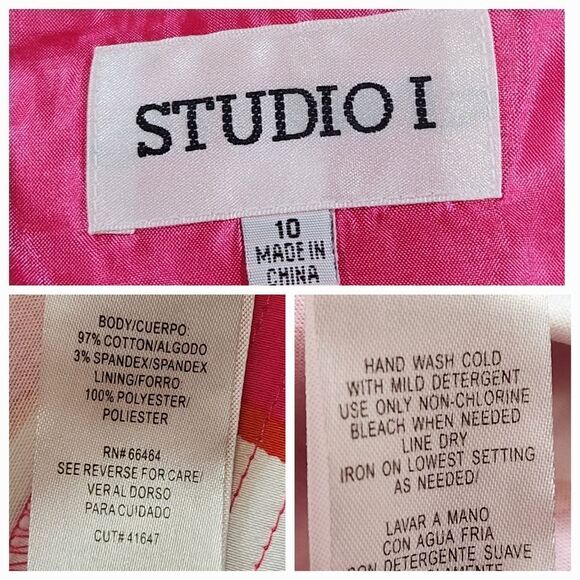 STUDIO I
10
MADE IN
CHINA
BODY/CUERPO
97% COTTON/ALGODO
3% SPANDEX/SPANDEX
LINING/FORRO
100% POLYESTER/
POLIESTER
RN# 66464
SEE REVERSE FOR CARE/
VER AL DORSO
PARA CUIDADO
CUT# 41647
HAND WASH COLD
WITH MILD DETERGENT
USE ONLY NON-CHLORINE
BLEACH WHEN NEEDED
LINE DRY
IRON ON LOWEST SETTING
AS NEEDED/
LAVAR A MANO
CON AGUA FRIA
CON DETERGENTE SUAVE